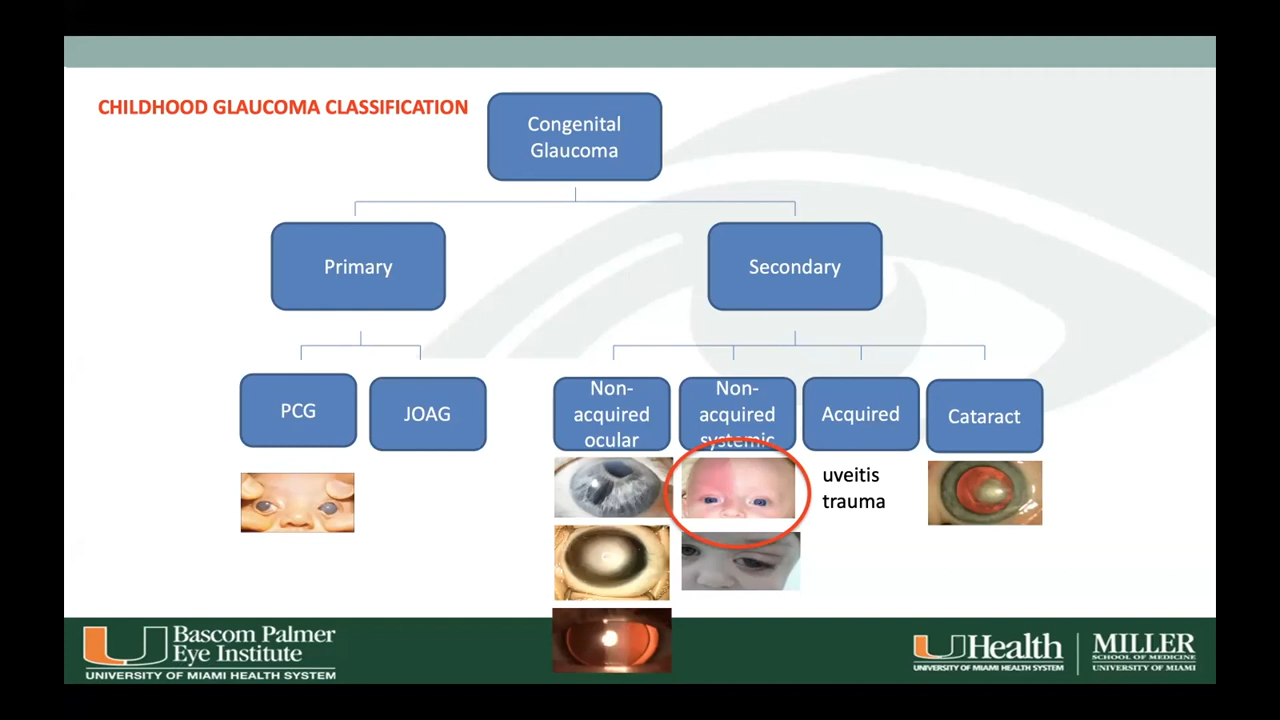 CHILDHOOD GLAUCOMA CLASSIFICATION
Congenital
Glaucoma
Primary
Secondary
PCG
JOAG
Non-
acquired
ocular
Non-
acquired
systemic
Acquired
Cataract
uveitis
trauma
Bascom Palmer
Eye Institute
UNIVERSITY OF MIAMI HEALTH SYSTEM
UHealth
UNIVERSITY OF MIAMI HEALTH SYSTEM
MILLER
SCHOOL OF MEDICINE
UNIVERSITY OF MIAMI